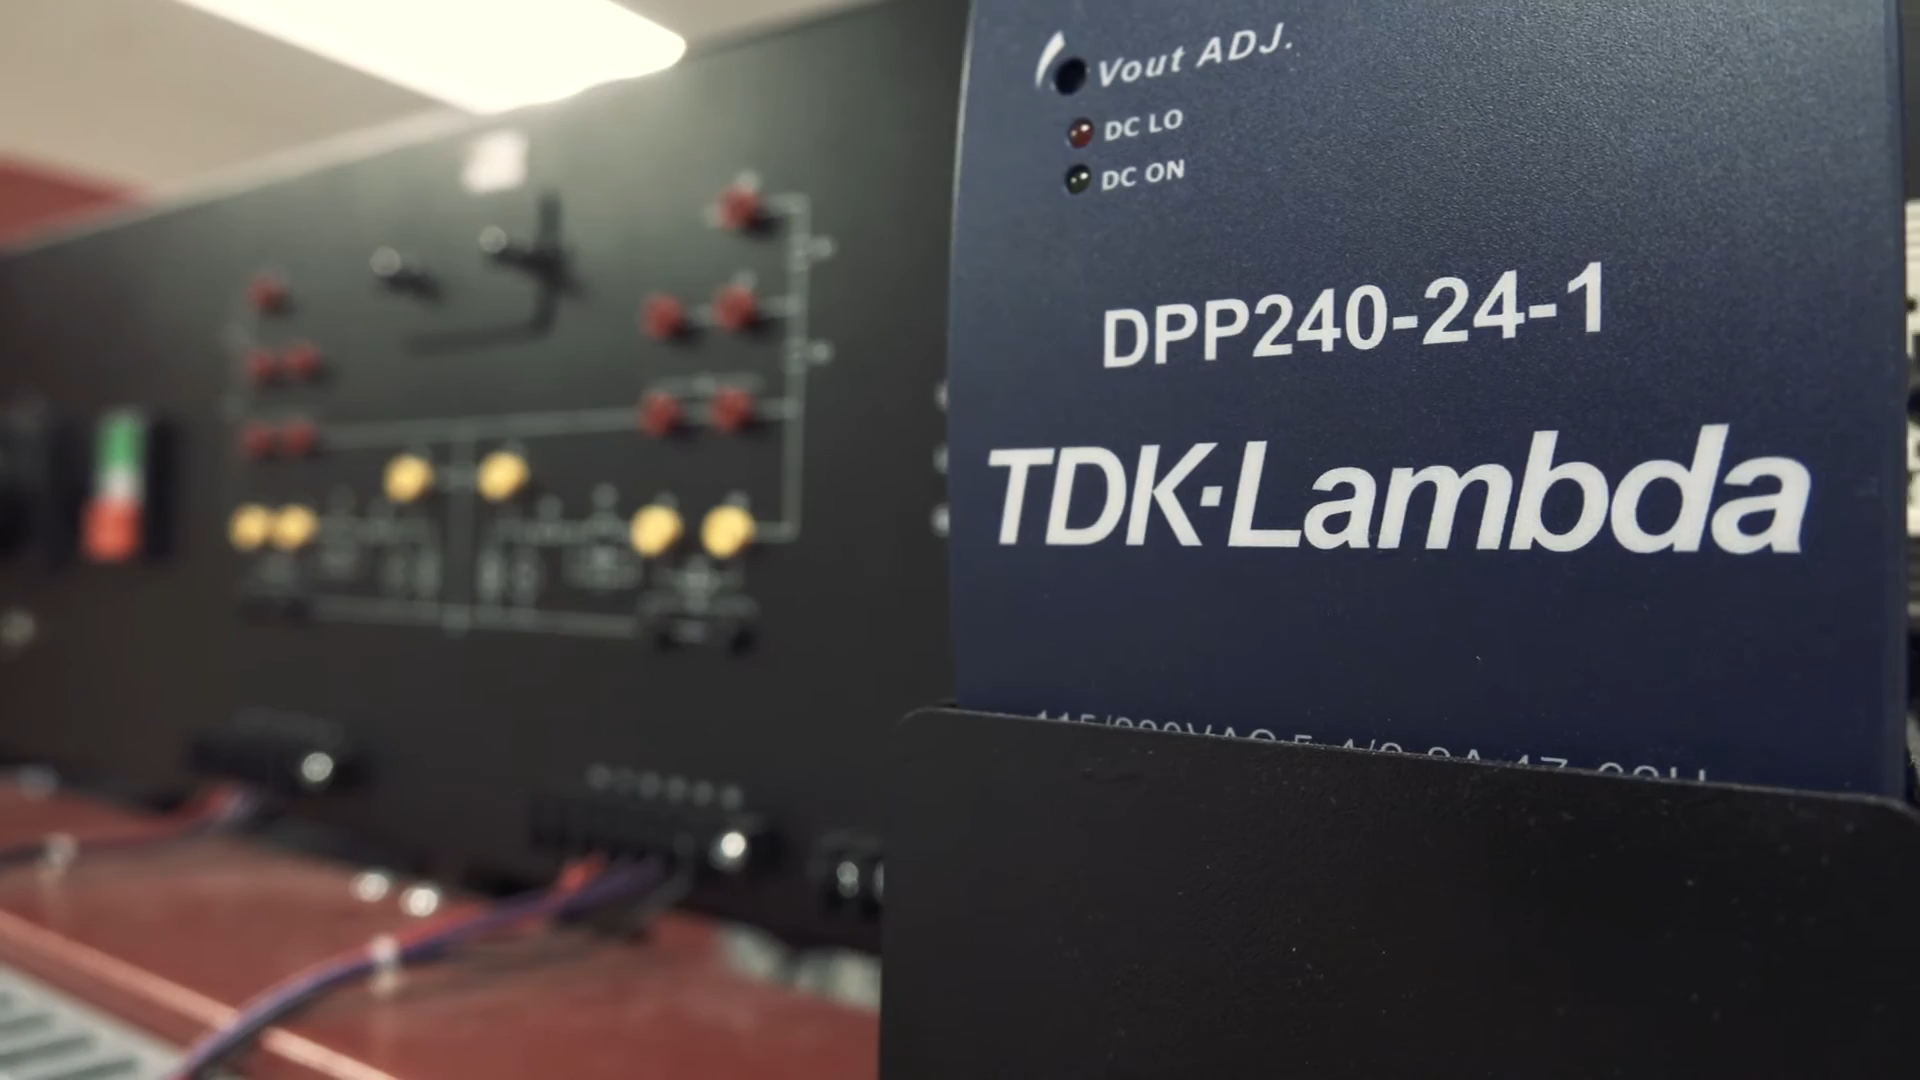 Vout ADJ.
DC LO
DC ON
DPP240-24-1
TDK·Lambda